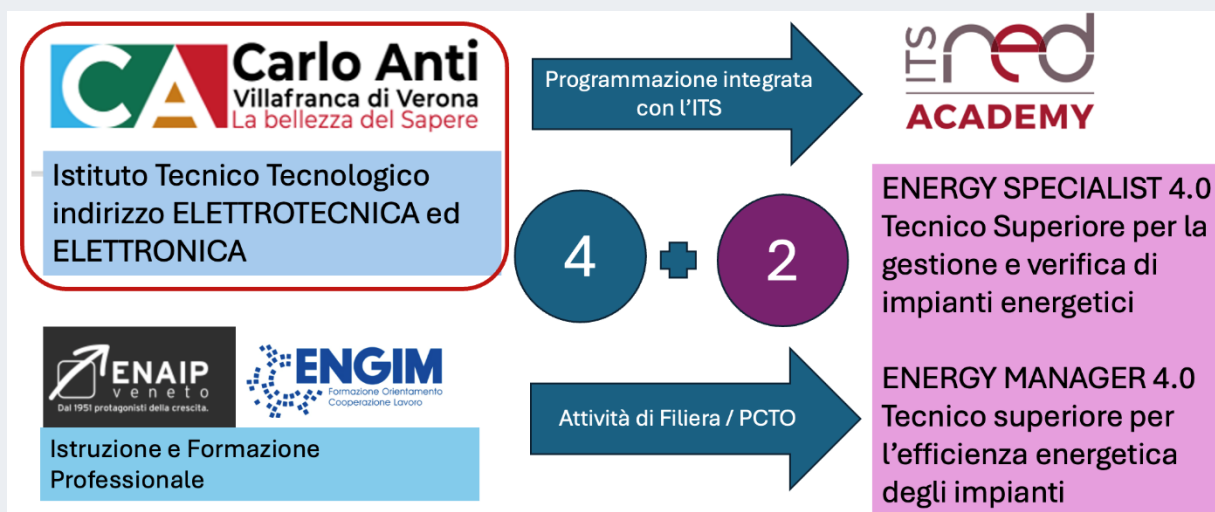 CA
Carlo Anti
Villafranca di Verona
La bellezza del Sapere
Istituto Tecnico Tecnologico
indirizzo ELETTROTECNICA ed
ELETTRONICA
ENAIP
veneto
Dal 1951 protagonisti della crescita.
ENGIM
Formazione Orientamento
Cooperazione Lavoro
Istruzione e Formazione
Professionale
Programmazione integrata
con l’ITS
4 + 2
Attività di Filiera / PCTO
ITS red
ACADEMY
ENERGY SPECIALIST 4.0
Tecnico Superiore per la
gestione e verifica di
impianti energetici
ENERGY MANAGER 4.0
Tecnico superiore per
l’efficienza energetica
degli impianti